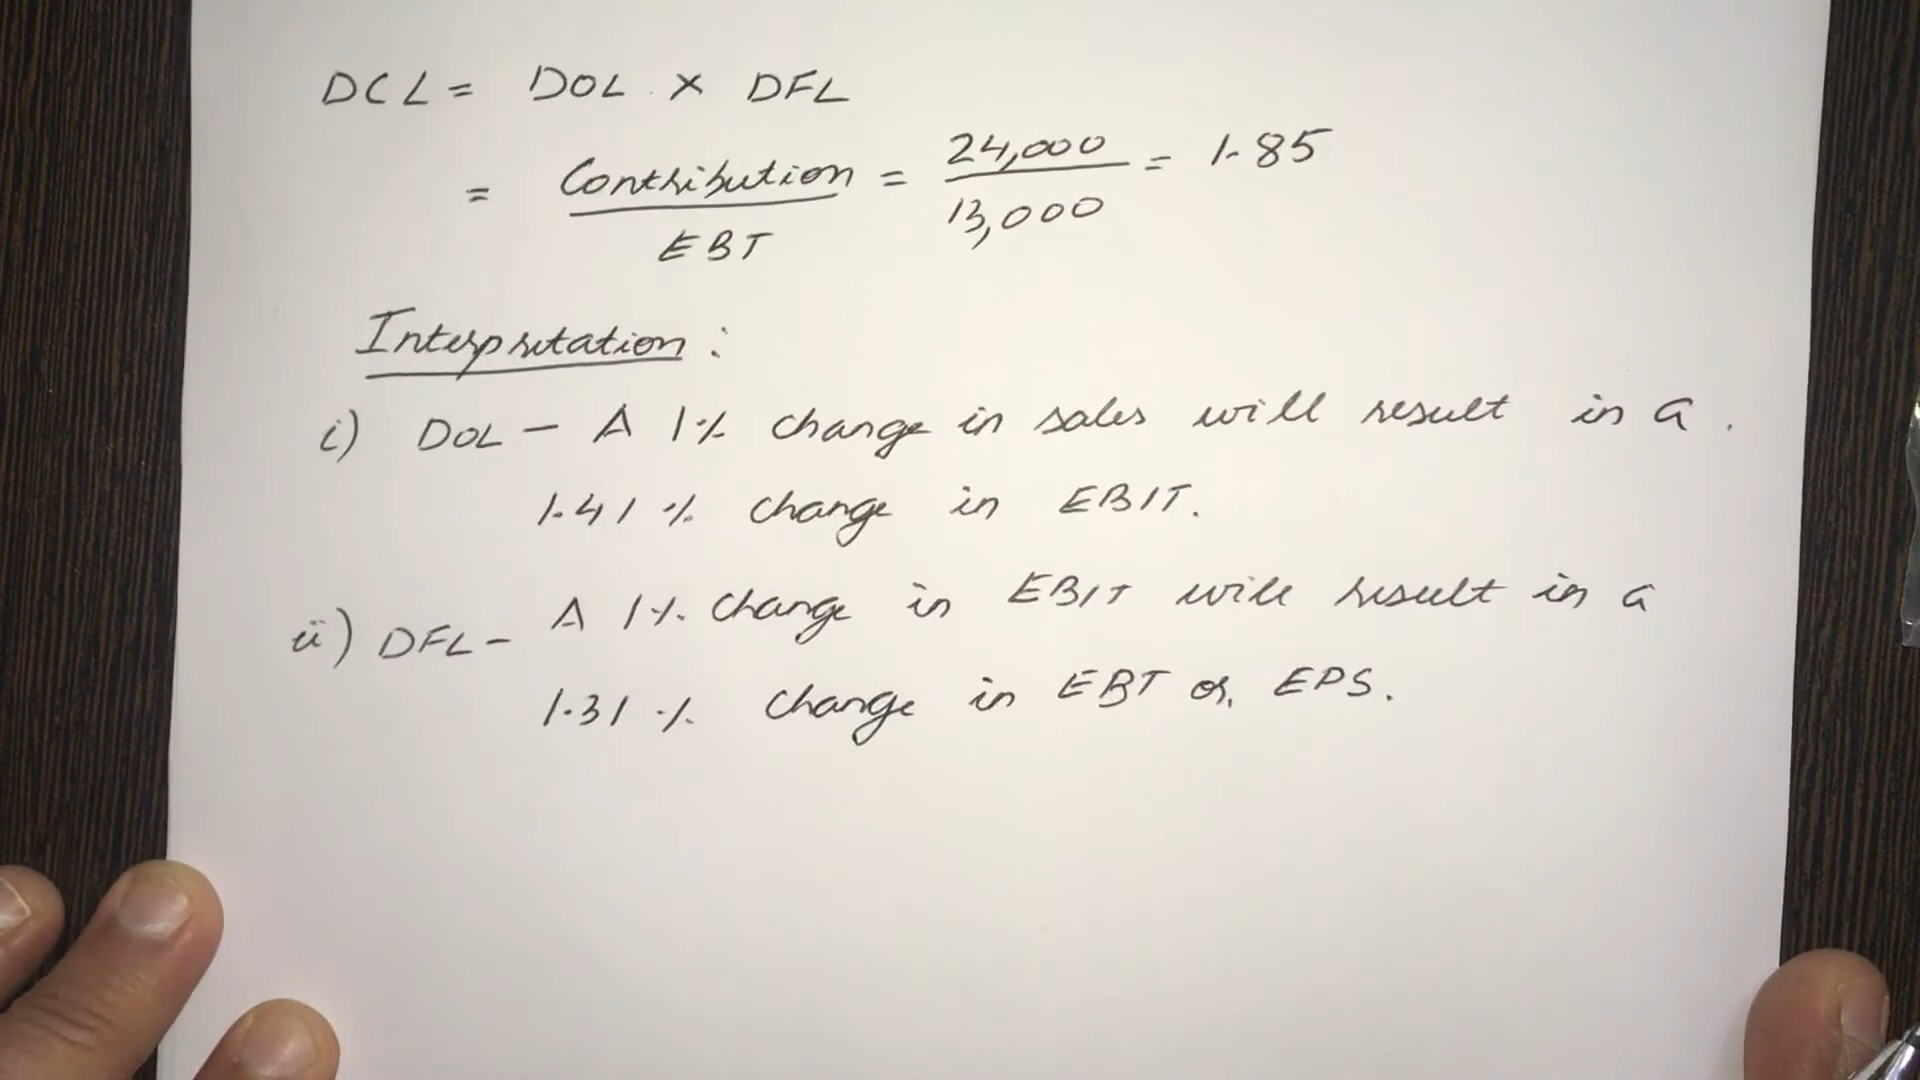 DCL = DOL × DFL
= Contribution / EBT = 24,000 / 13,000 = 1.85
Interpretation :
i) DOL – A 1% change in sales will result in a
1.41 % change in EBIT.
ii) DFL – A 1% change in EBIT will result in a
1.31 % change in EBT or EPS.